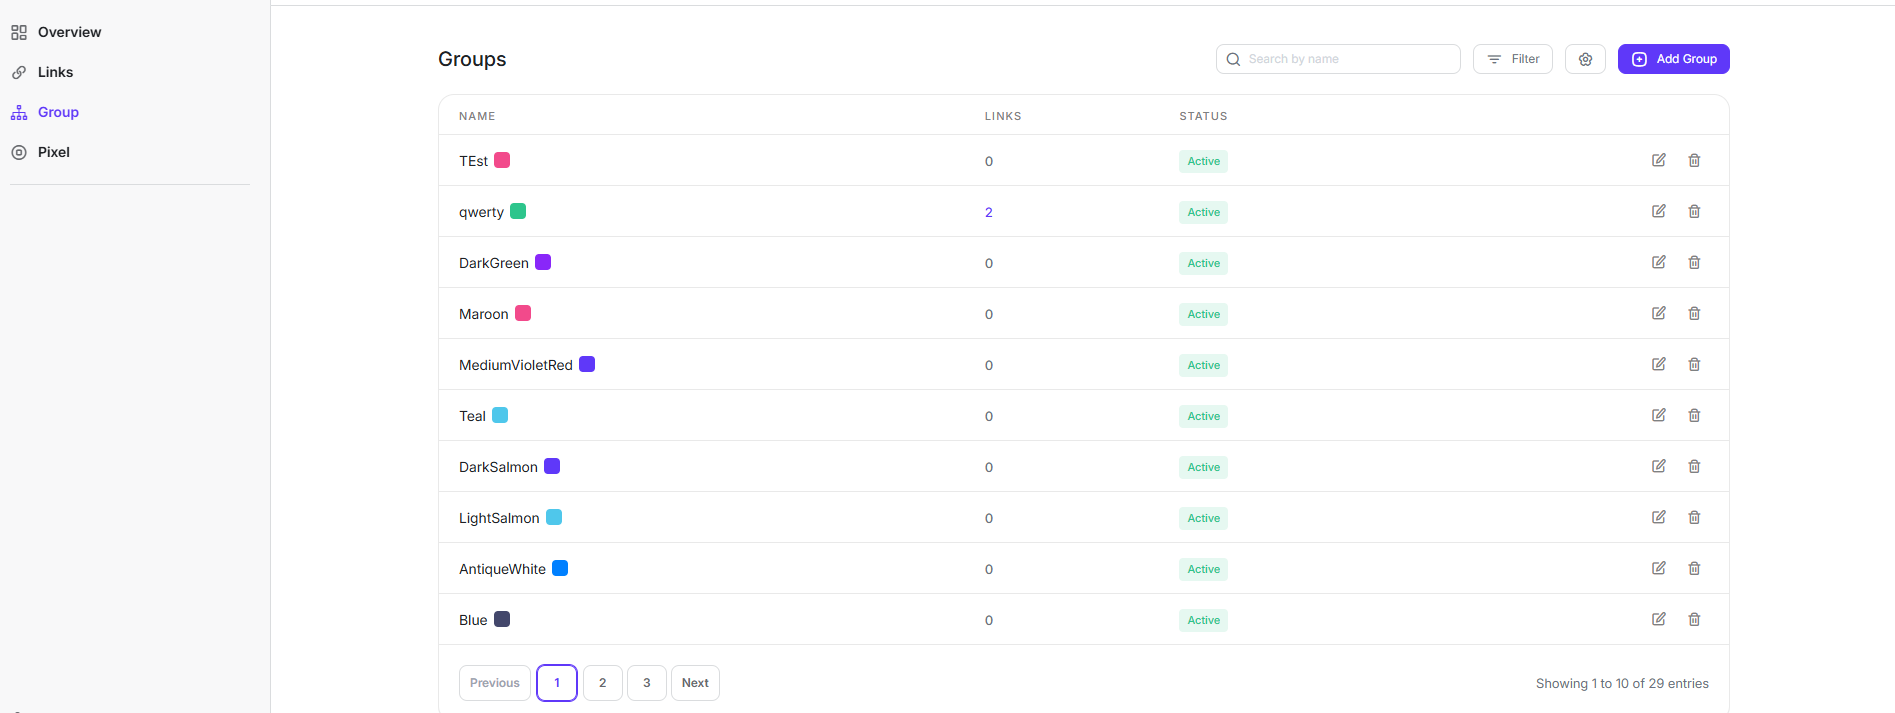 Overview
Links
Group
Pixel
Groups
Search by name
Filter
Add Group
NAME LINKS STATUS
TEst 0 Active
qwerty 2 Active
DarkGreen 0 Active
Maroon 0 Active
MediumVioletRed 0 Active
Teal 0 Active
DarkSalmon 0 Active
LightSalmon 0 Active
AntiqueWhite 0 Active
Blue 0 Active
Previous 1 2 3 Next
Showing 1 to 10 of 29 entries